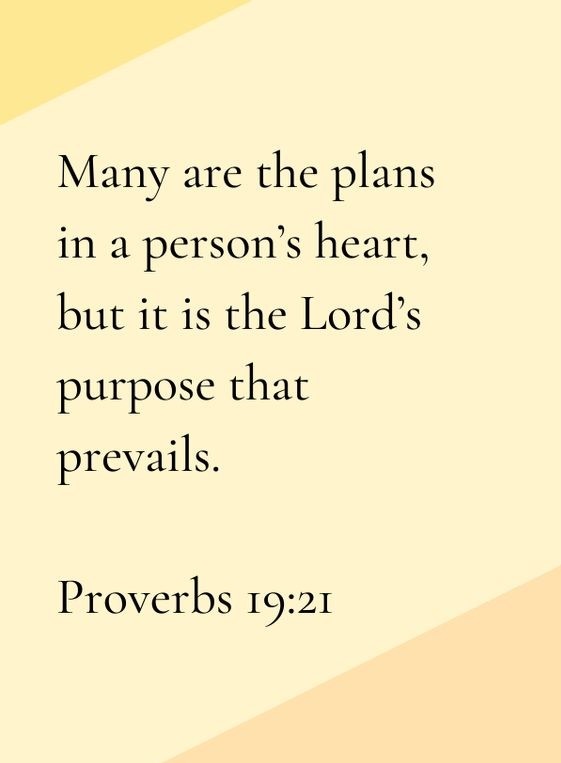 Many are the plans
in a person’s heart,
but it is the Lord’s
purpose that
prevails.
Proverbs 19:21